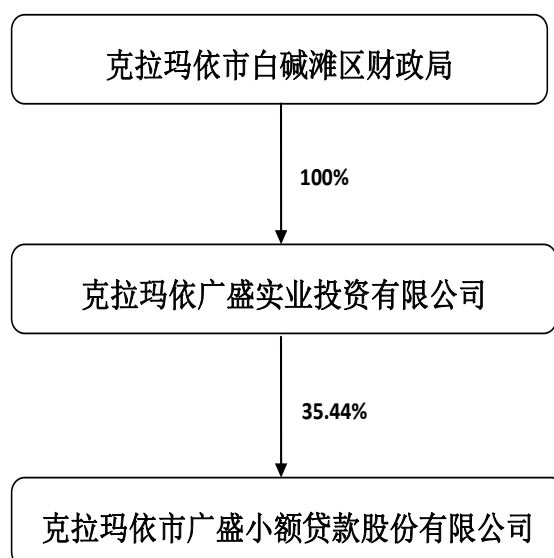 克拉玛依市白碱滩区财政局
100%
克拉玛依广盛实业投资有限公司
35.44%
克拉玛依市广盛小额贷款股份有限公司